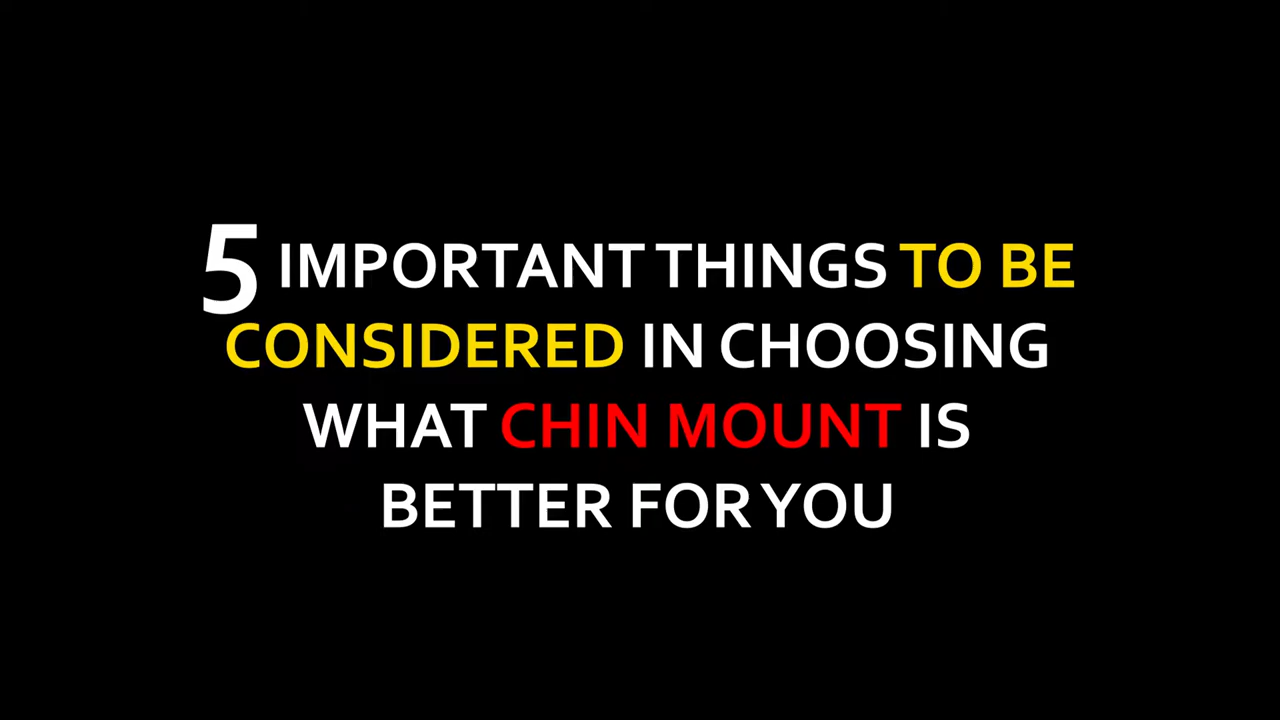 5 IMPORTANT THINGS TO BE
CONSIDERED IN CHOOSING
WHAT CHIN MOUNT IS
BETTER FOR YOU